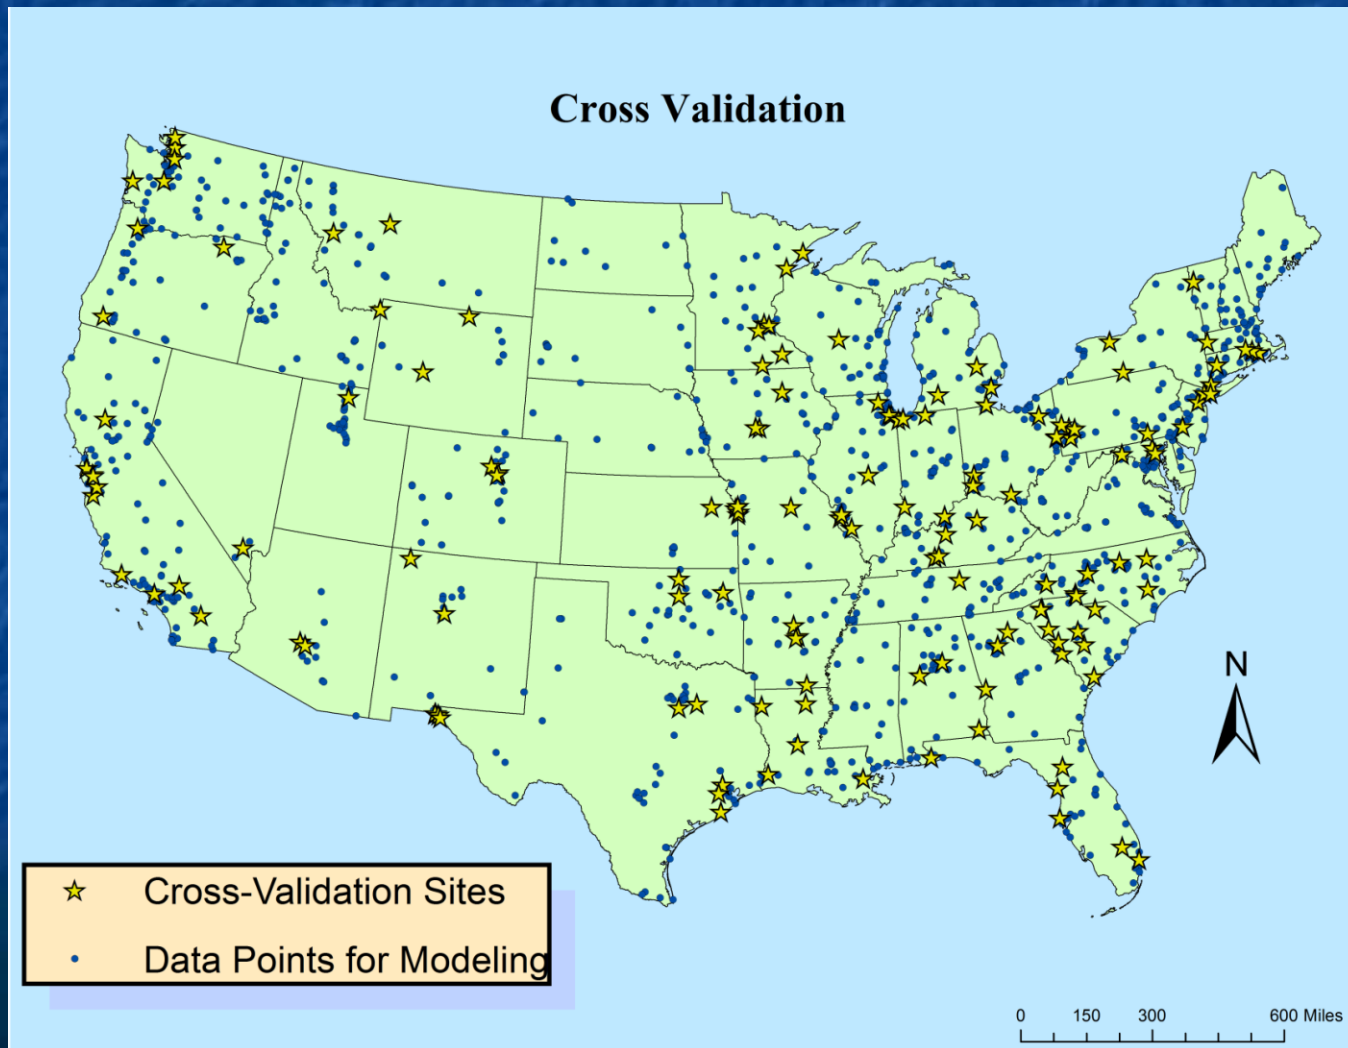 Cross Validation
N
Cross-Validation Sites
Data Points for Modeling
0 150 300 600 Miles